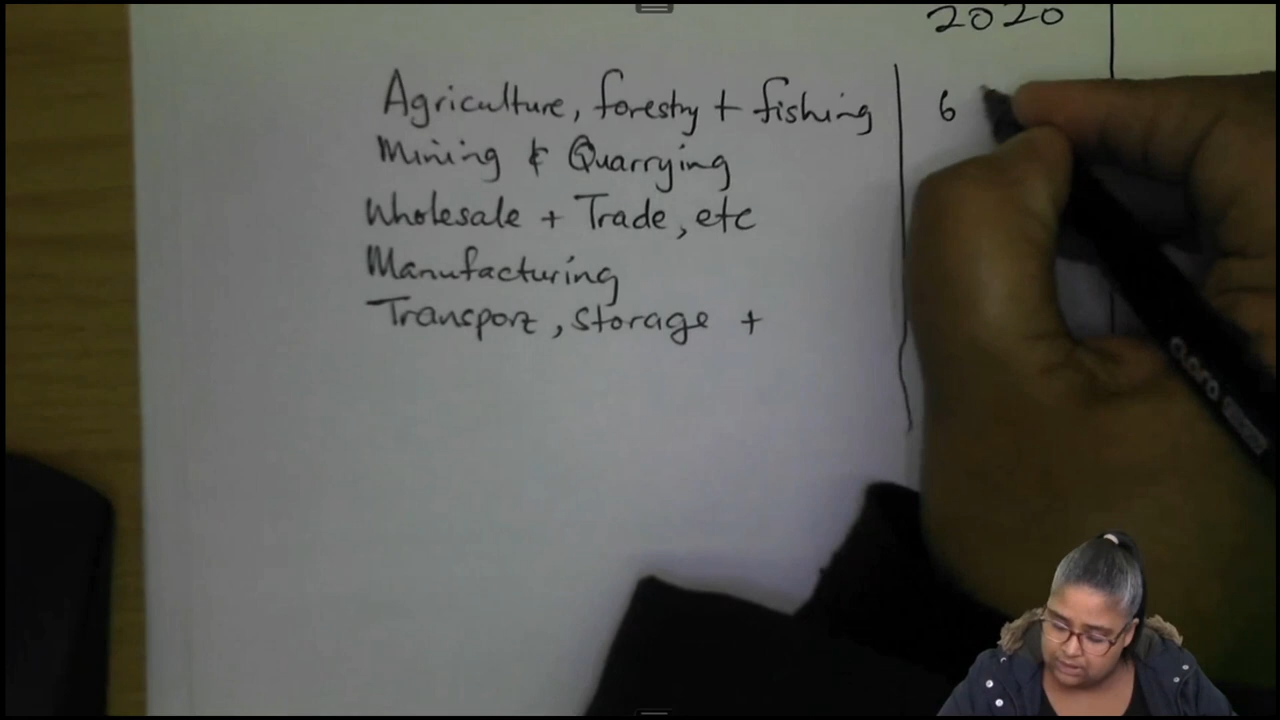 2020
Agriculture, forestry + fishing 6
Mining & Quarrying
Wholesale + Trade, etc
Manufacturing
Transport, storage +